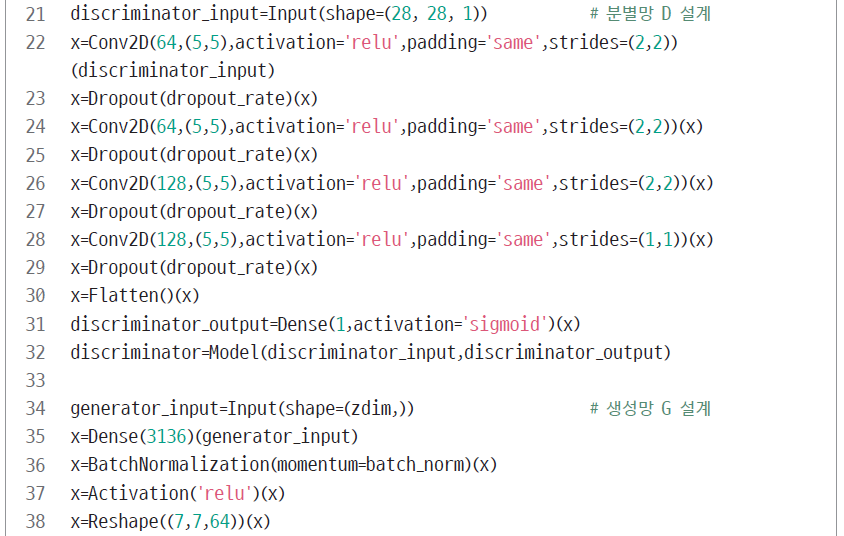 21 discriminator_input=Input(shape=(28, 28, 1)) # 분별망 D 설계
22 x=Conv2D(64,(5,5),activation='relu',padding='same',strides=(2,2))
(discriminator_input)
23 x=Dropout(dropout_rate)(x)
24 x=Conv2D(64,(5,5),activation='relu',padding='same',strides=(2,2))(x)
25 x=Dropout(dropout_rate)(x)
26 x=Conv2D(128,(5,5),activation='relu',padding='same',strides=(2,2))(x)
27 x=Dropout(dropout_rate)(x)
28 x=Conv2D(128,(5,5),activation='relu',padding='same',strides=(1,1))(x)
29 x=Dropout(dropout_rate)(x)
30 x=Flatten()(x)
31 discriminator_output=Dense(1,activation='sigmoid')(x)
32 discriminator=Model(discriminator_input,discriminator_output)
33
34 generator_input=Input(shape=(zdim,)) # 생성망 G 설계
35 x=Dense(3136)(generator_input)
36 x=BatchNormalization(momentum=batch_norm)(x)
37 x=Activation('relu')(x)
38 x=Reshape((7,7,64))(x)